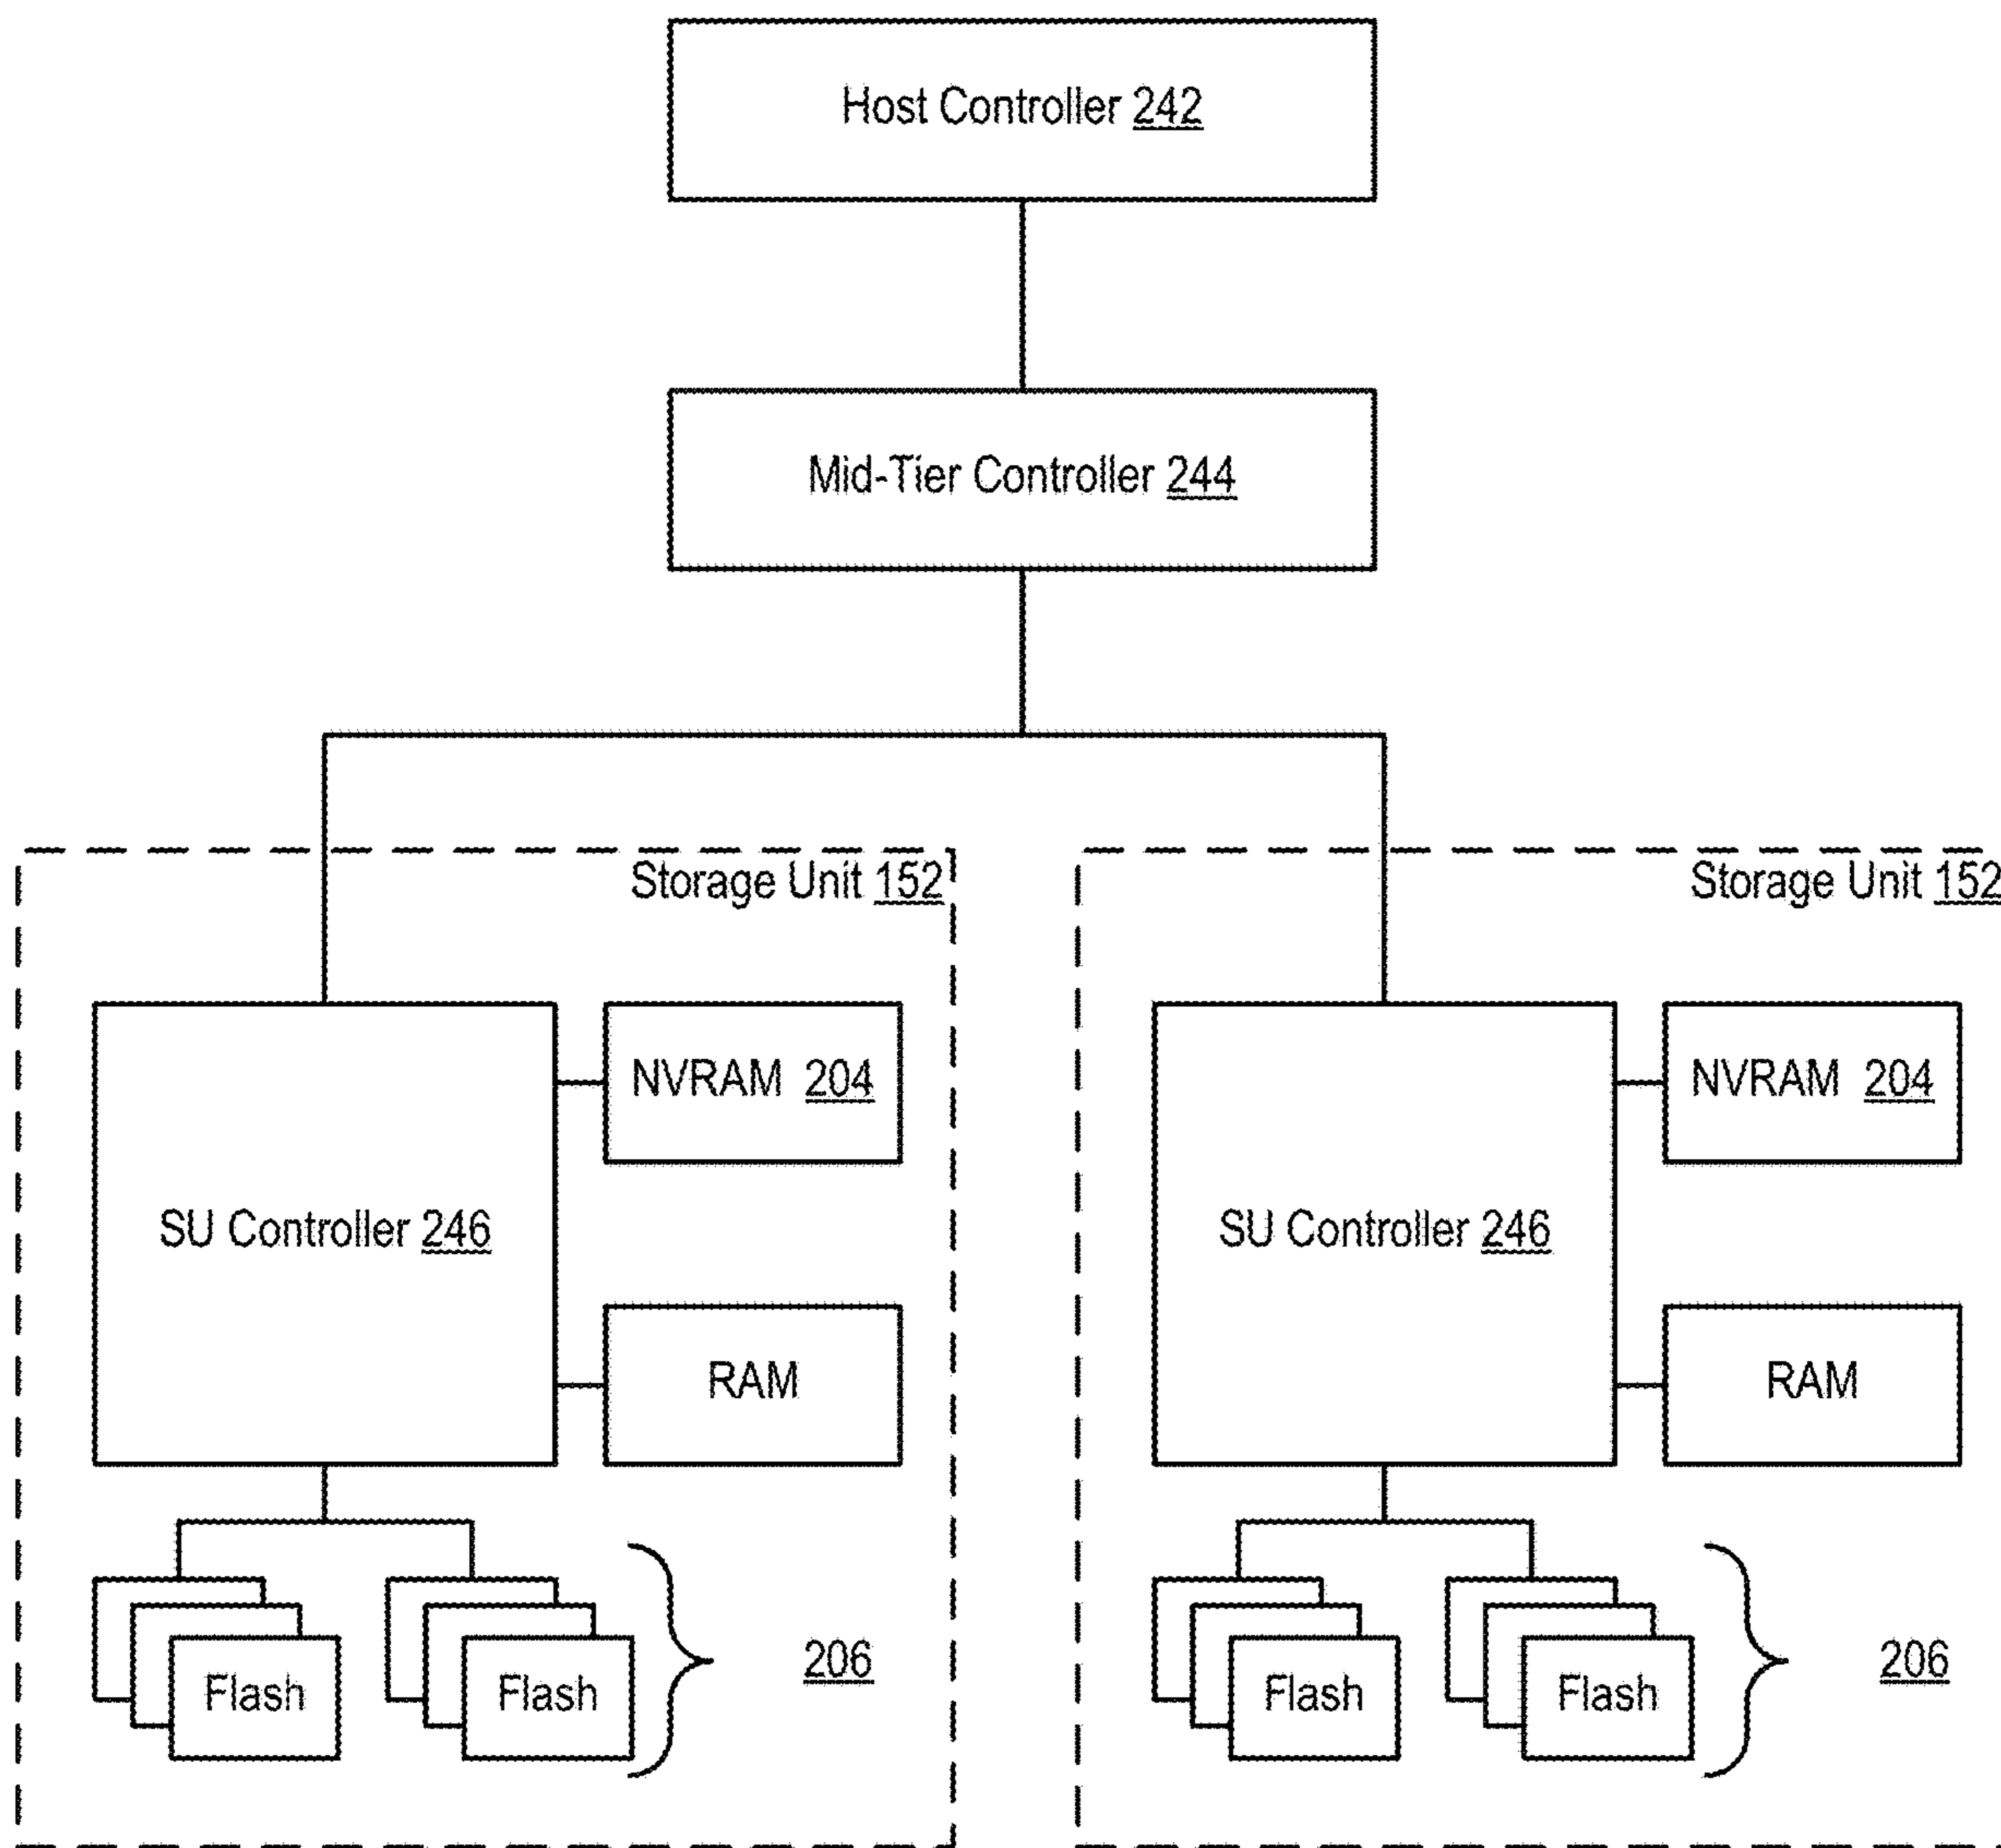 Host Controller 242
Mid-Tier Controller 244
Storage Unit 152
Storage Unit 152
NVRAM 204
NVRAM 204
SU Controller 246
SU Controller 246
RAM
RAM
206
206
Flash
Flash
Flash
Flash